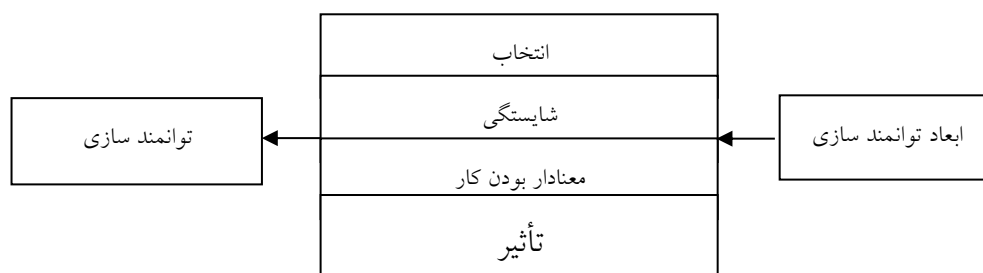 ابعاد توانمند سازی
انتخاب
شایستگی
معنادار بودن کار
تأثیر
توانمند سازی